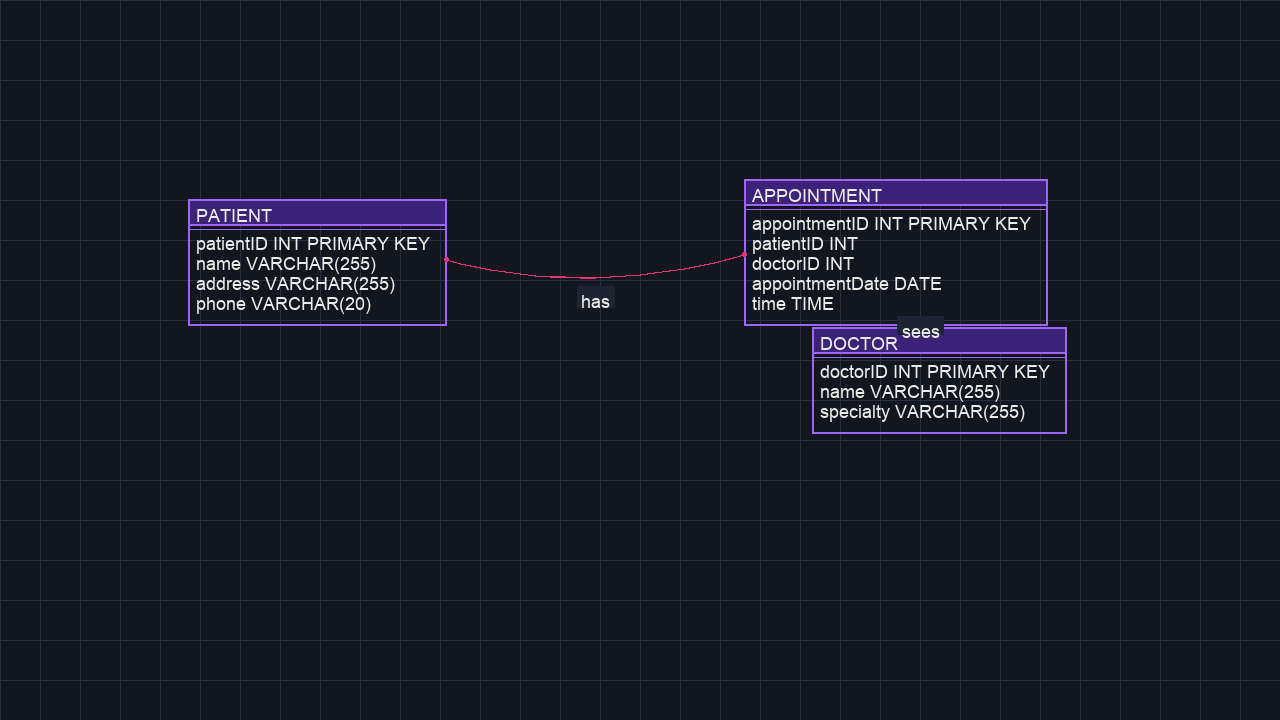 PATIENT
patientID INT PRIMARY KEY
name VARCHAR(255)
address VARCHAR(255)
phone VARCHAR(20)
has
APPOINTMENT
appointmentID INT PRIMARY KEY
patientID INT
doctorID INT
appointmentDate DATE
time TIME
sees
DOCTOR
doctorID INT PRIMARY KEY
name VARCHAR(255)
specialty VARCHAR(255)